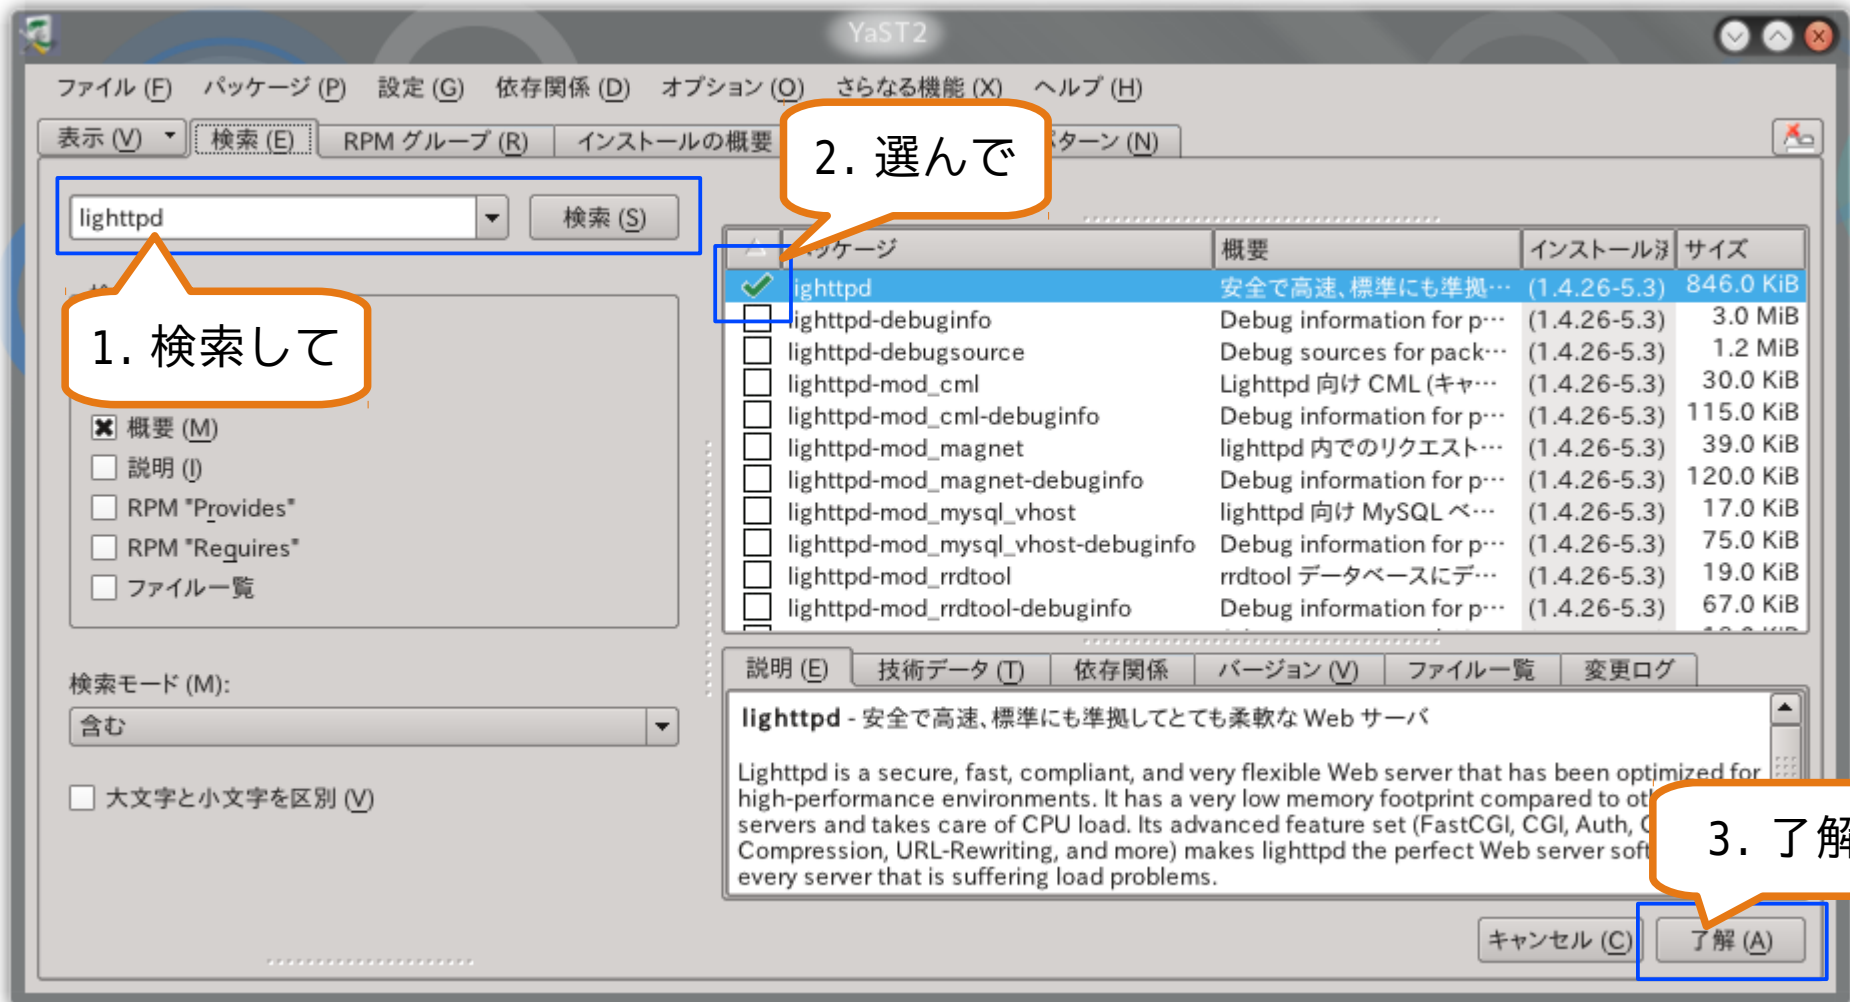 YaST2
ファイル (F) パッケージ (P) 設定 (G) 依存関係 (D) オプション (O) さらなる機能 (X) ヘルプ (H)
表示 (V) 検索 (E) RPM グループ (R) インストールの概要 ターン (N)
2. 選んで
lighttpd 検索 (S)
1. 検索して
概要 (M)
説明 (I)
RPM "Provides"
RPM "Requires"
ファイル一覧
検索モード (M):
含む
大文字と小文字を区別 (V)
ッケージ 概要 インストール済 サイズ
lighttpd 安全で高速、標準にも準拠… (1.4.26-5.3) 846.0 KiB
lighttpd-debuginfo Debug information for p… (1.4.26-5.3) 3.0 MiB
lighttpd-debugsource Debug sources for pack… (1.4.26-5.3) 1.2 MiB
lighttpd-mod_cml Lighttpd 向け CML (キャ… (1.4.26-5.3) 30.0 KiB
lighttpd-mod_cml-debuginfo Debug information for p… (1.4.26-5.3) 115.0 KiB
lighttpd-mod_magnet lighttpd 内でのリクエスト… (1.4.26-5.3) 39.0 KiB
lighttpd-mod_magnet-debuginfo Debug information for p… (1.4.26-5.3) 120.0 KiB
lighttpd-mod_mysql_vhost lighttpd 向け MySQL ベ… (1.4.26-5.3) 17.0 KiB
lighttpd-mod_mysql_vhost-debuginfo Debug information for p… (1.4.26-5.3) 75.0 KiB
lighttpd-mod_rrdtool rrdtool データベースにデ… (1.4.26-5.3) 19.0 KiB
lighttpd-mod_rrdtool-debuginfo Debug information for p… (1.4.26-5.3) 67.0 KiB
説明 (E) 技術データ (T) 依存関係 バージョン (V) ファイル一覧 変更ログ
lighttpd - 安全で高速、標準にも準拠してとても柔軟な Web サーバ
Lighttpd is a secure, fast, compliant, and very flexible Web server that has been optimized for
high-performance environments. It has a very low memory footprint compared to
servers and takes care of CPU load. Its advanced feature set (FastCGI, CGI, Auth,
Compression, URL-Rewriting, and more) makes lighttpd the perfect Web server
every server that is suffering load problems.
3. 了解
キャンセル (C) 了解 (A)